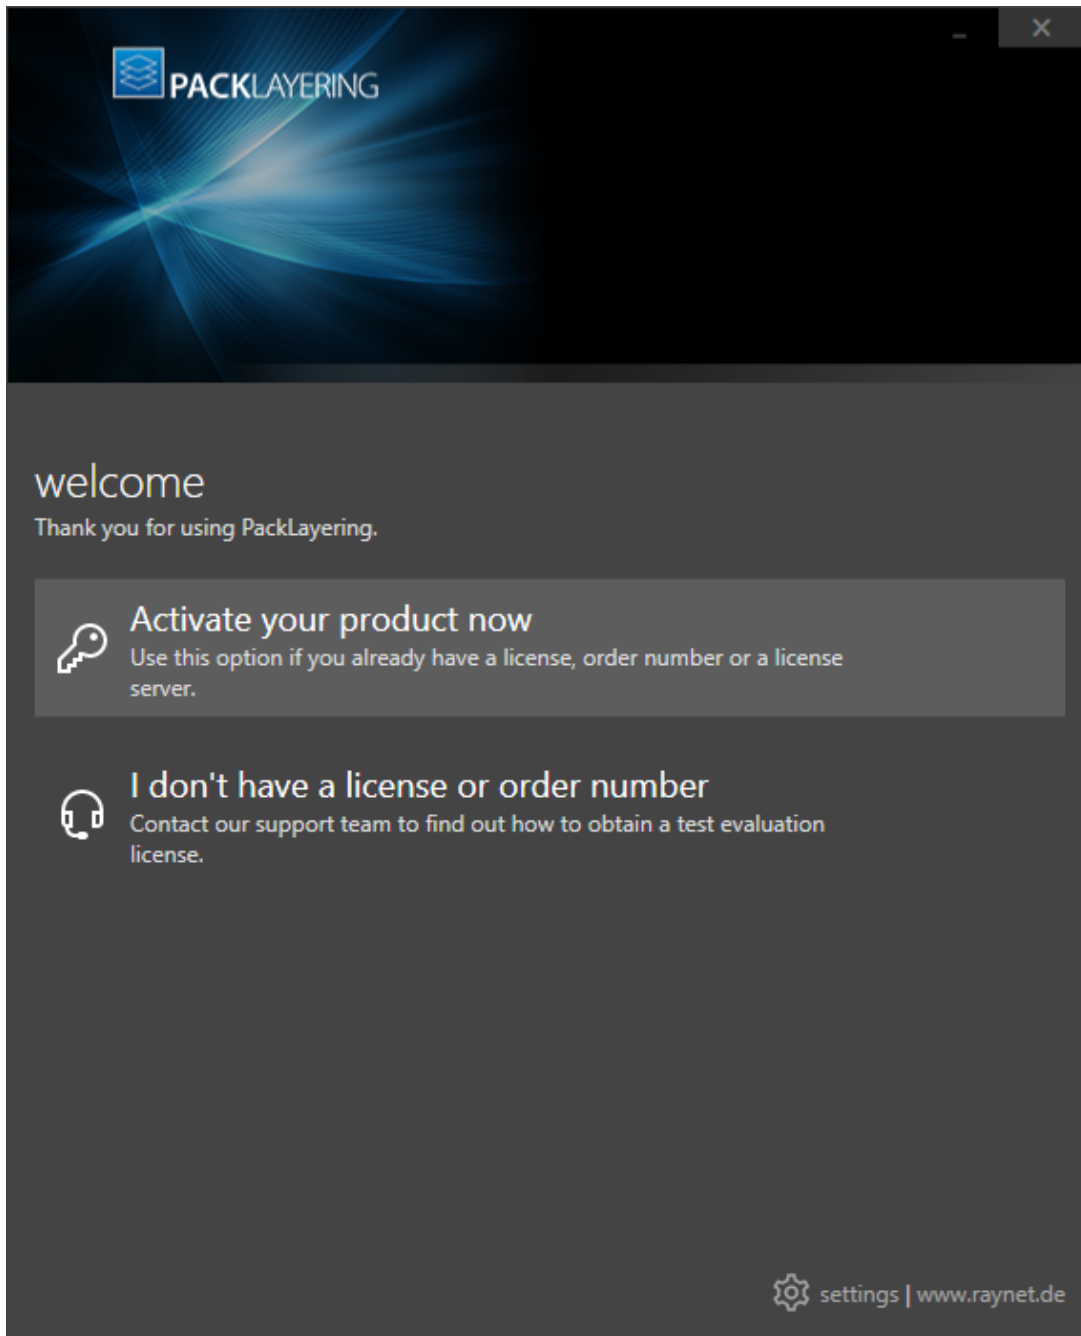 PACKLAYERING
welcome
Thank you for using PackLayering.
Activate your product now
Use this option if you already have a license, order number or a license
server.
I don't have a license or order number
Contact our support team to find out how to obtain a test evaluation
license.
settings | www.raynet.de